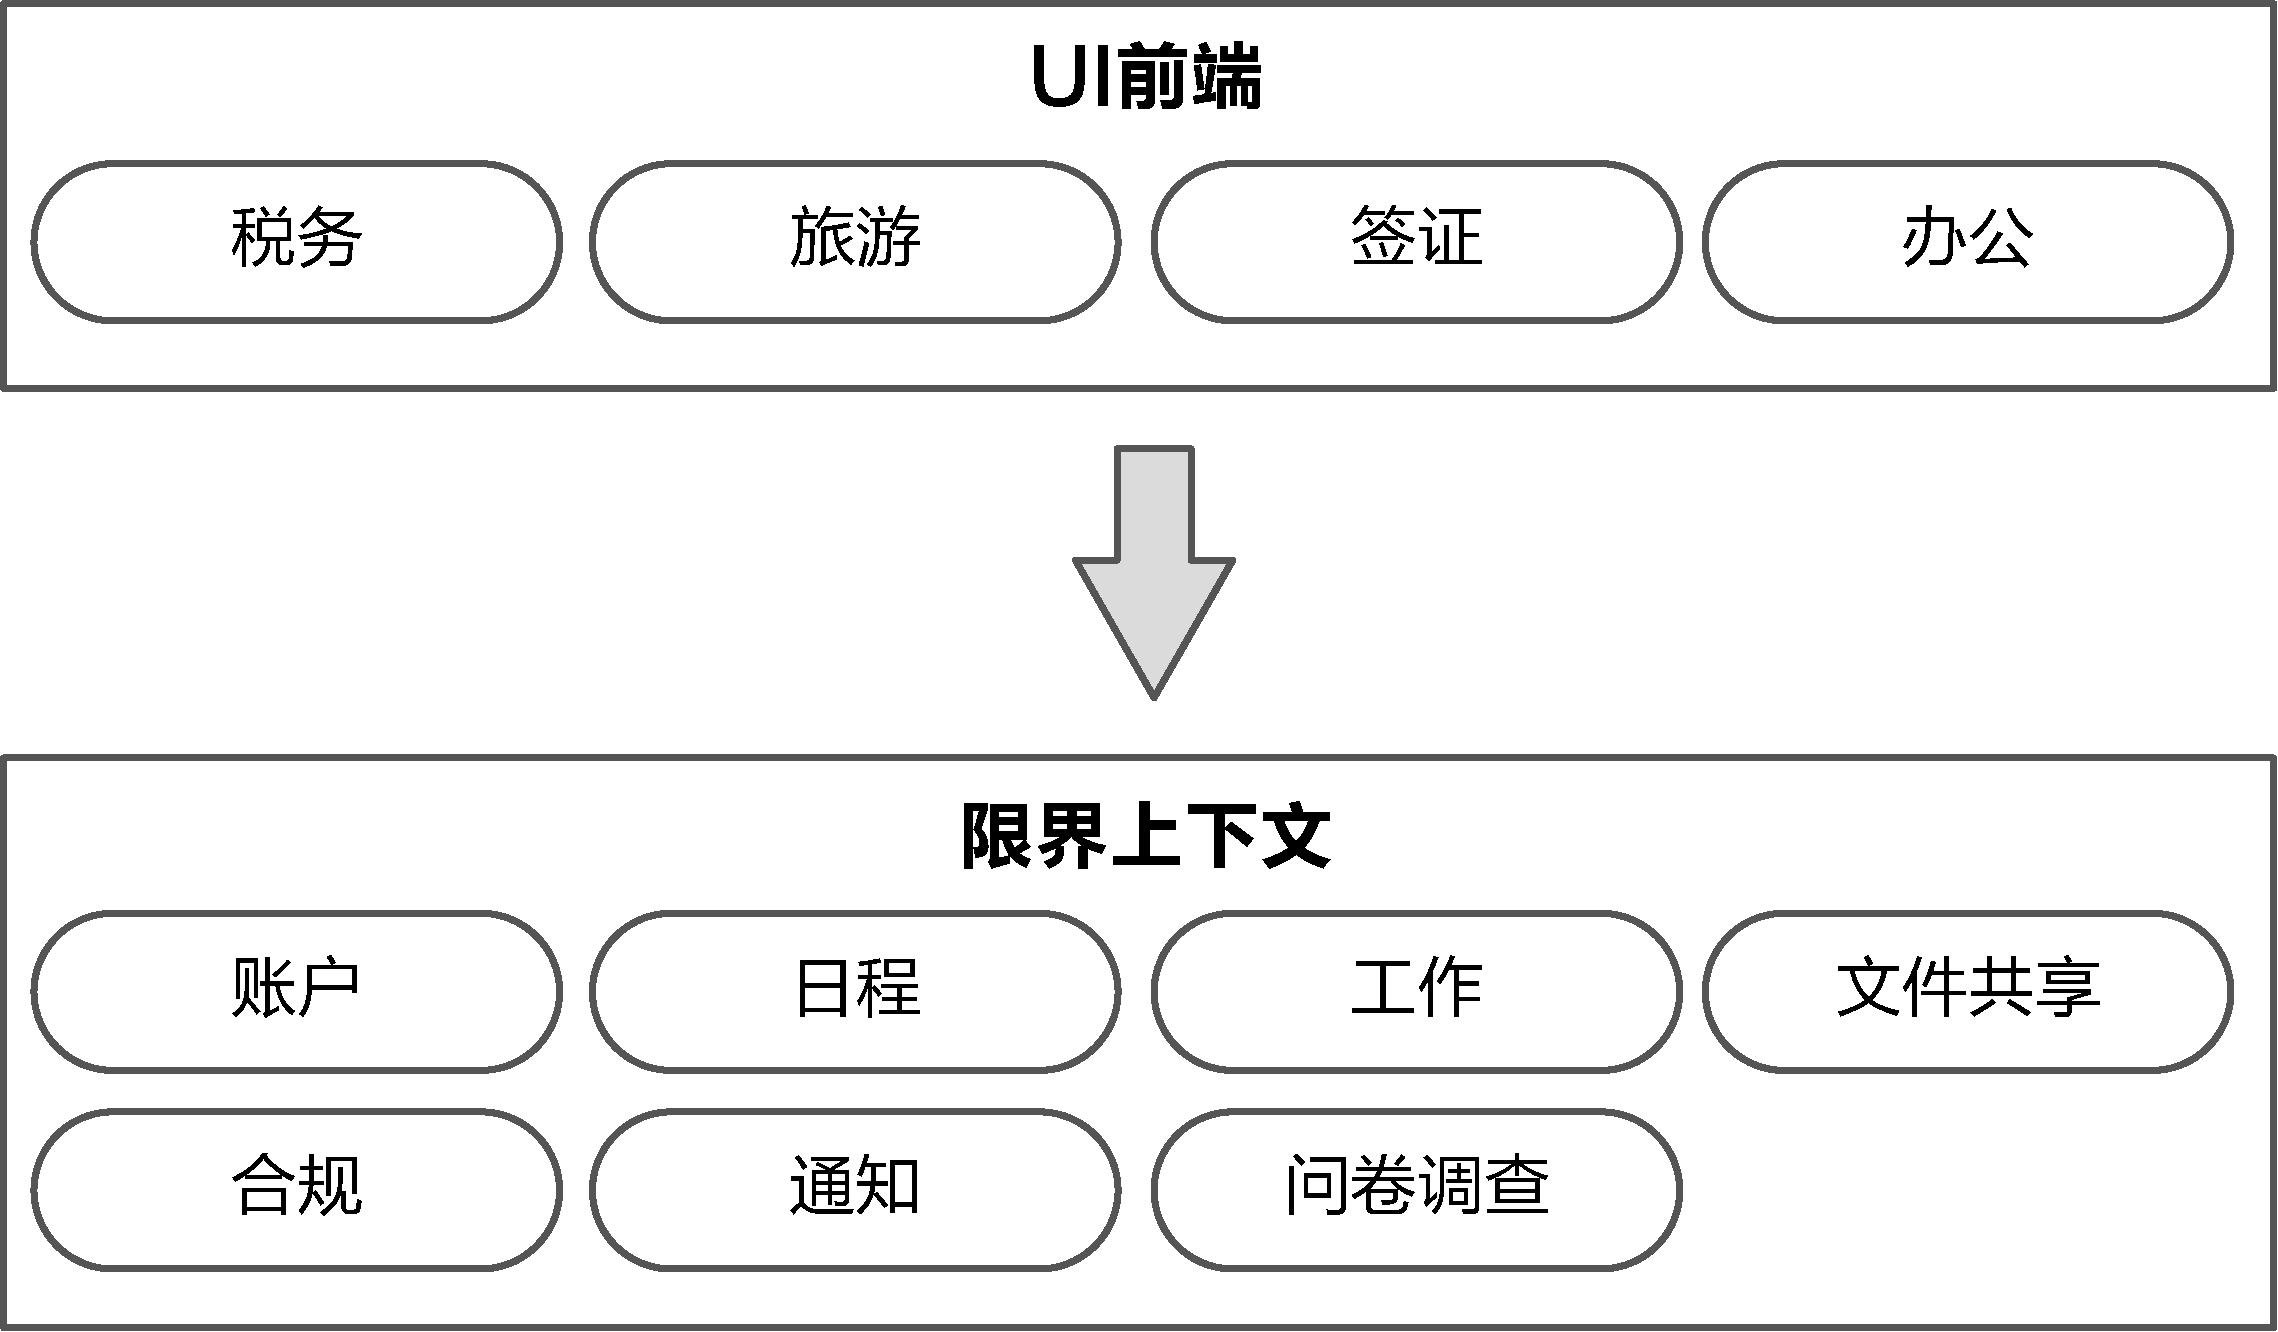 UI前端
税务 旅游 签证 办公
限界上下文
账户 日程 工作 文件共享
合规 通知 问卷调查